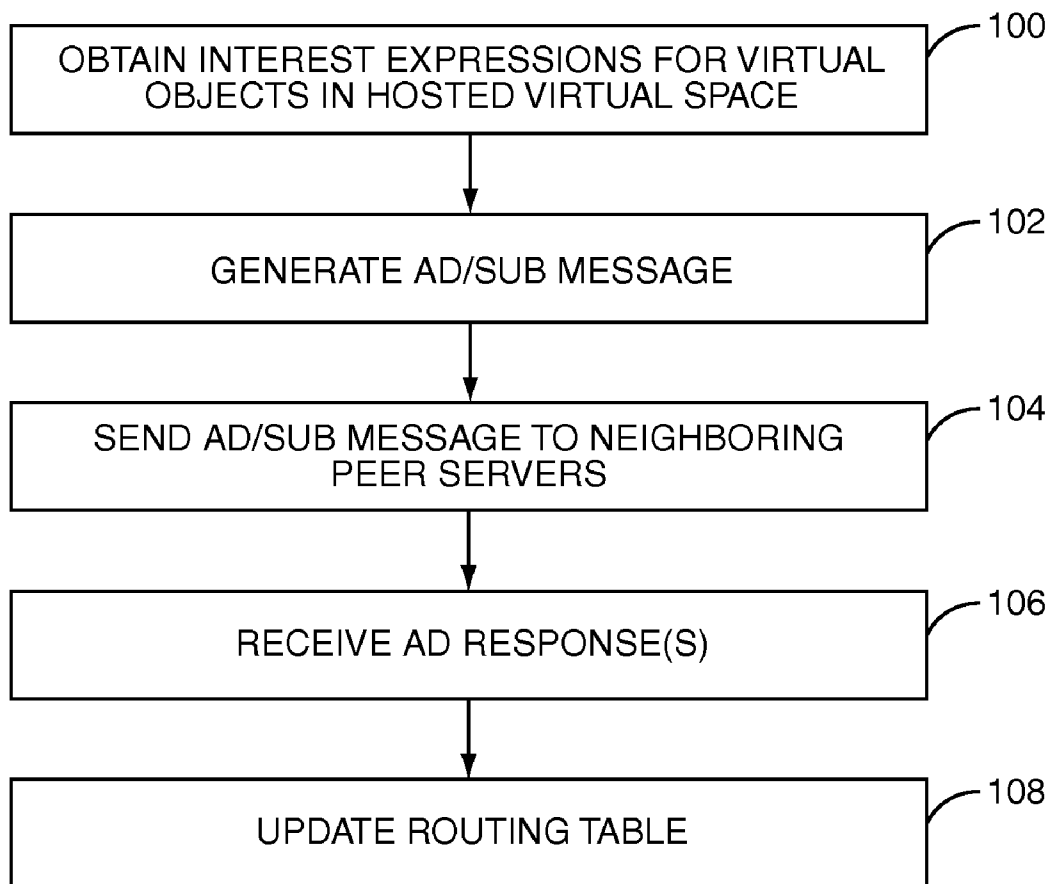 100
OBTAIN INTEREST EXPRESSIONS FOR VIRTUAL
OBJECTS IN HOSTED VIRTUAL SPACE
102
GENERATE AD/SUB MESSAGE
104
SEND AD/SUB MESSAGE TO NEIGHBORING
PEER SERVERS
106
RECEIVE AD RESPONSE(S)
108
UPDATE ROUTING TABLE